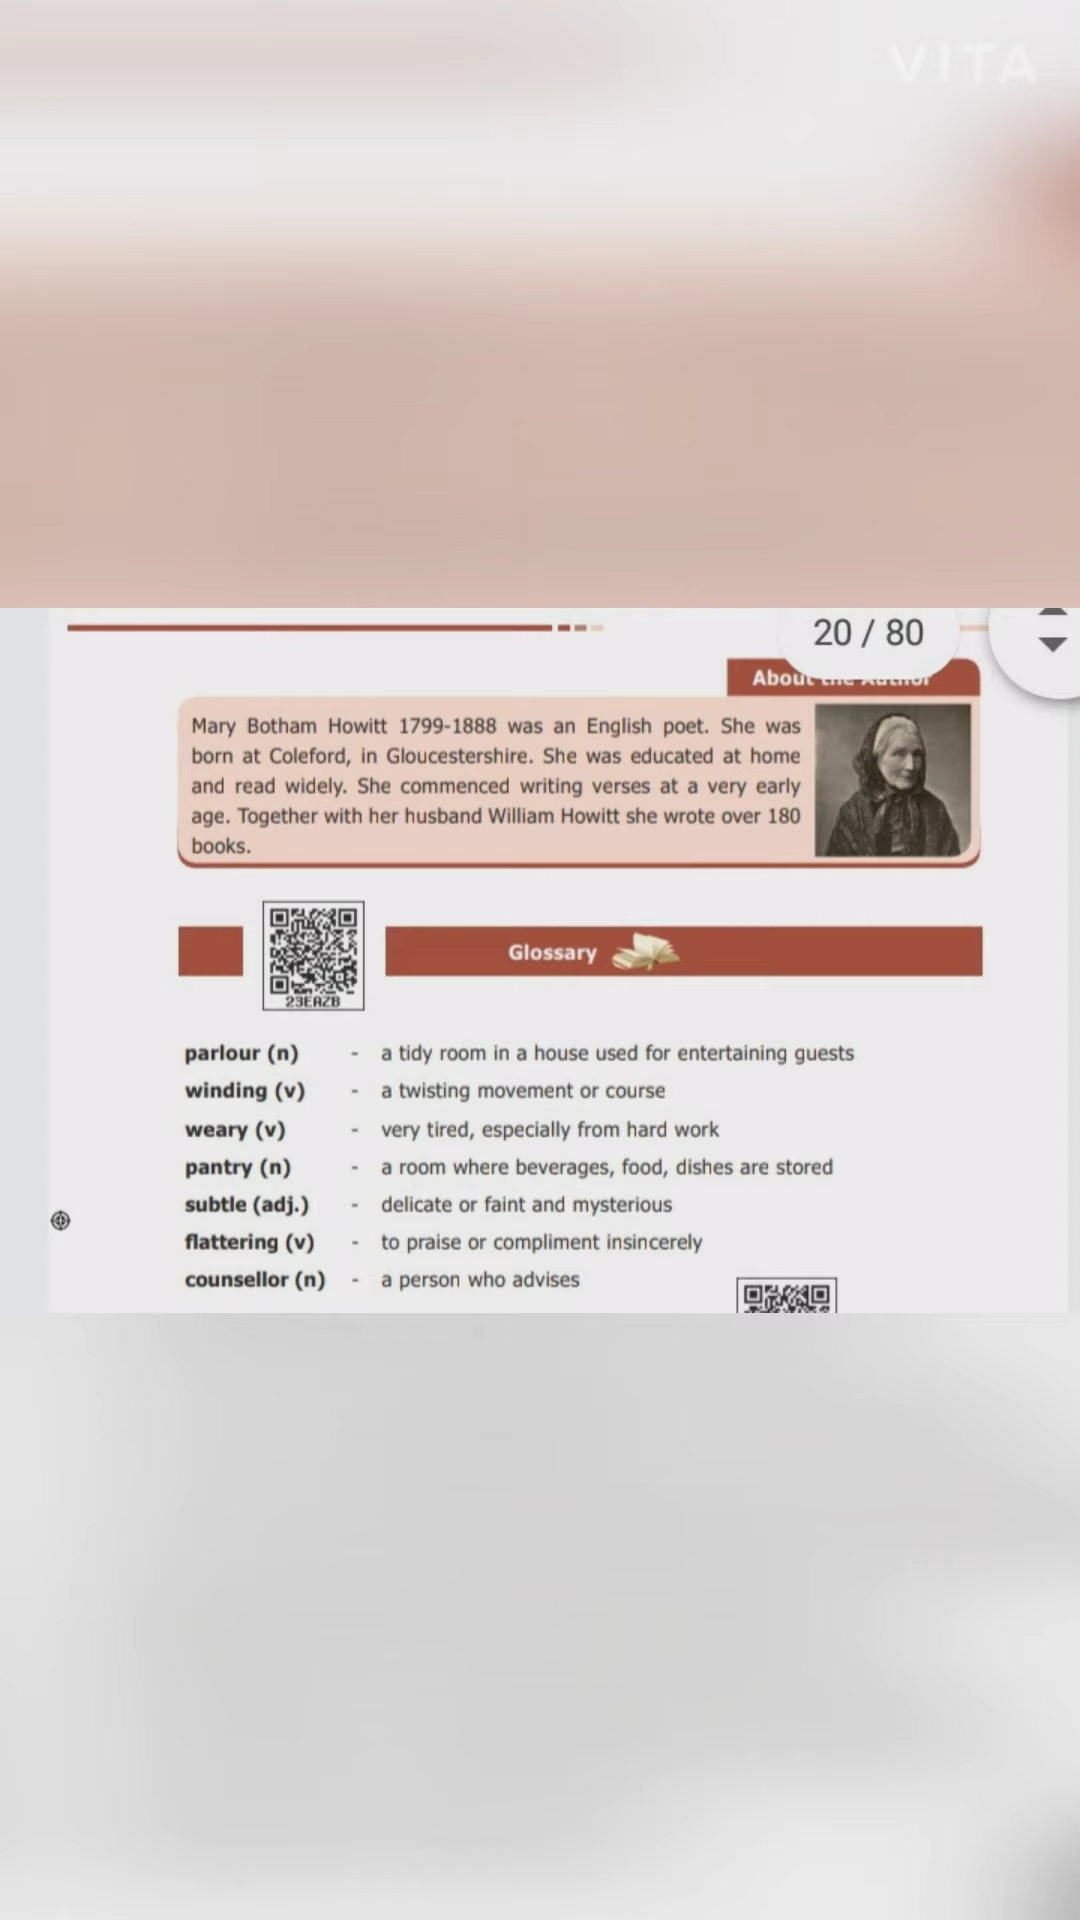 VITA
20 / 80
About the Author
Mary Botham Howitt 1799-1888 was an English poet. She was
born at Coleford, in Gloucestershire. She was educated at home
and read widely. She commenced writing verses at a very early
age. Together with her husband William Howitt she wrote over 180
books.
23EAZB
Glossary
parlour (n) - a tidy room in a house used for entertaining guests
winding (v) - a twisting movement or course
weary (v) - very tired, especially from hard work
pantry (n) - a room where beverages, food, dishes are stored
subtle (adj.) - delicate or faint and mysterious
flattering (v) - to praise or compliment insincerely
counsellor (n) - a person who advises